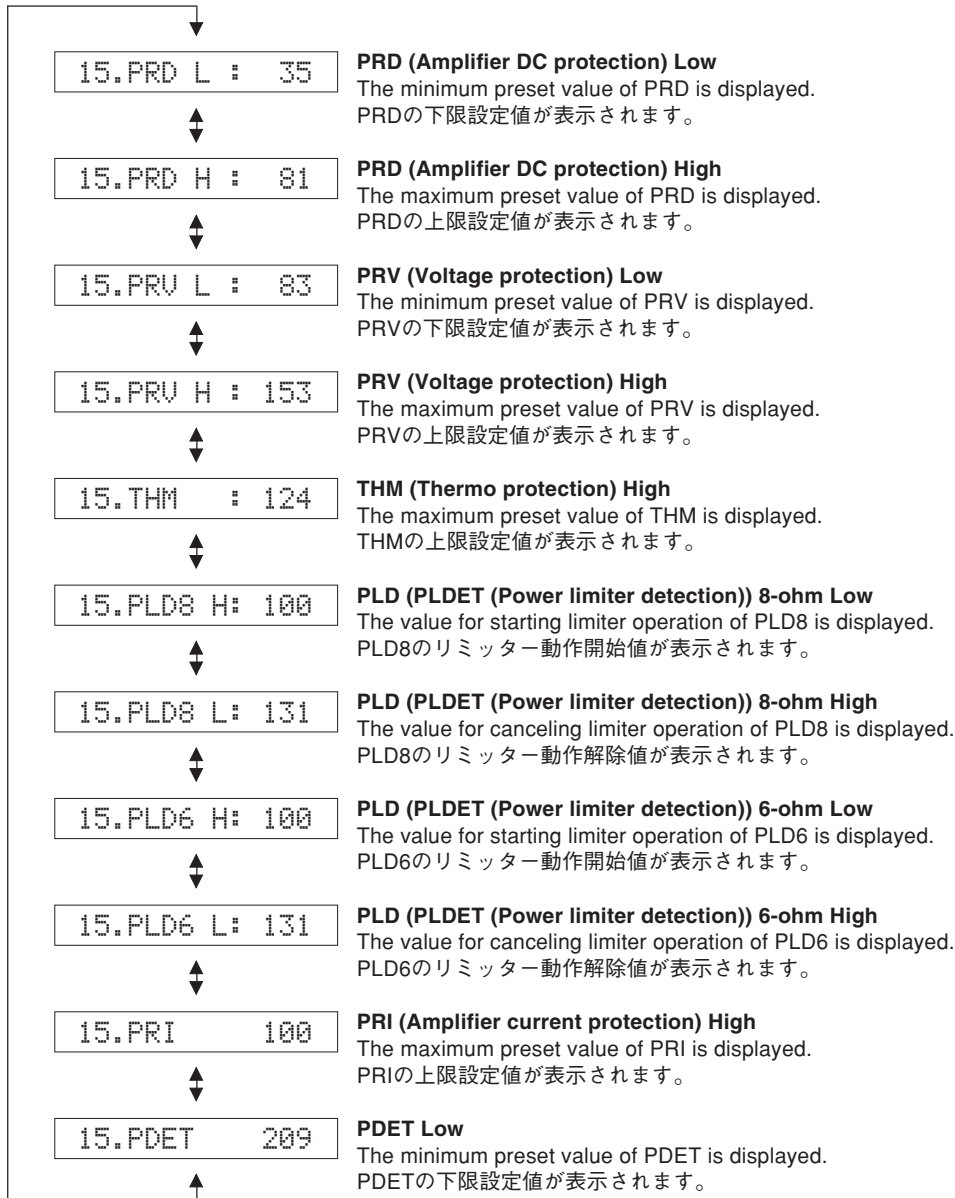 15.PRD L : 35
PRD (Amplifier DC protection) Low
The minimum preset value of PRD is displayed.
PRDの下限設定値が表示されます。
15.PRD H : 81
PRD (Amplifier DC protection) High
The maximum preset value of PRD is displayed.
PRDの上限設定値が表示されます。
15.PRV L : 83
PRV (Voltage protection) Low
The minimum preset value of PRV is displayed.
PRVの下限設定値が表示されます。
15.PRV H : 153
PRV (Voltage protection) High
The maximum preset value of PRV is displayed.
PRVの上限設定値が表示されます。
15.THM : 124
THM (Thermo protection) High
The maximum preset value of THM is displayed.
THMの上限設定値が表示されます。
15.PLD8 H: 100
PLD (PLDET (Power limiter detection)) 8-ohm Low
The value for starting limiter operation of PLD8 is displayed.
PLD8のリミッター動作開始値が表示されます。
15.PLD8 L: 131
PLD (PLDET (Power limiter detection)) 8-ohm High
The value for canceling limiter operation of PLD8 is displayed.
PLD8のリミッター動作解除値が表示されます。
15.PLD6 H: 100
PLD (PLDET (Power limiter detection)) 6-ohm Low
The value for starting limiter operation of PLD6 is displayed.
PLD6のリミッター動作開始値が表示されます。
15.PLD6 L: 131
PLD (PLDET (Power limiter detection)) 6-ohm High
The value for canceling limiter operation of PLD6 is displayed.
PLD6のリミッター動作解除値が表示されます。
15.PRI 100
PRI (Amplifier current protection) High
The maximum preset value of PRI is displayed.
PRIの上限設定値が表示されます。
15.PDET 209
PDET Low
The minimum preset value of PDET is displayed.
PDETの下限設定値が表示されます。